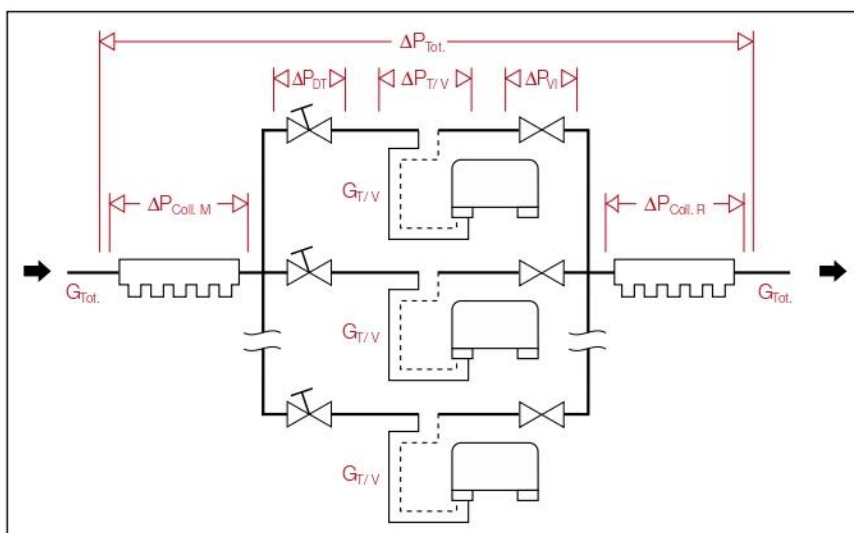 ΔPTot.
ΔPDT ΔPT/V ΔPVI
GT/V
ΔPColl. M ΔPColl. R
GTot. GTot.
GT/V
GT/V